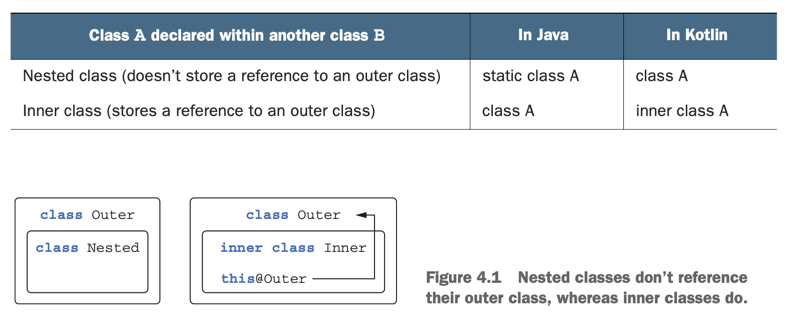 Class A declared within another class B In Java In Kotlin
Nested class (doesn't store a reference to an outer class) static class A class A
Inner class (stores a reference to an outer class) class A inner class A
class Outer
class Nested
class Outer
inner class Inner
this@Outer
Figure 4.1 Nested classes don't reference
their outer class, whereas inner classes do.